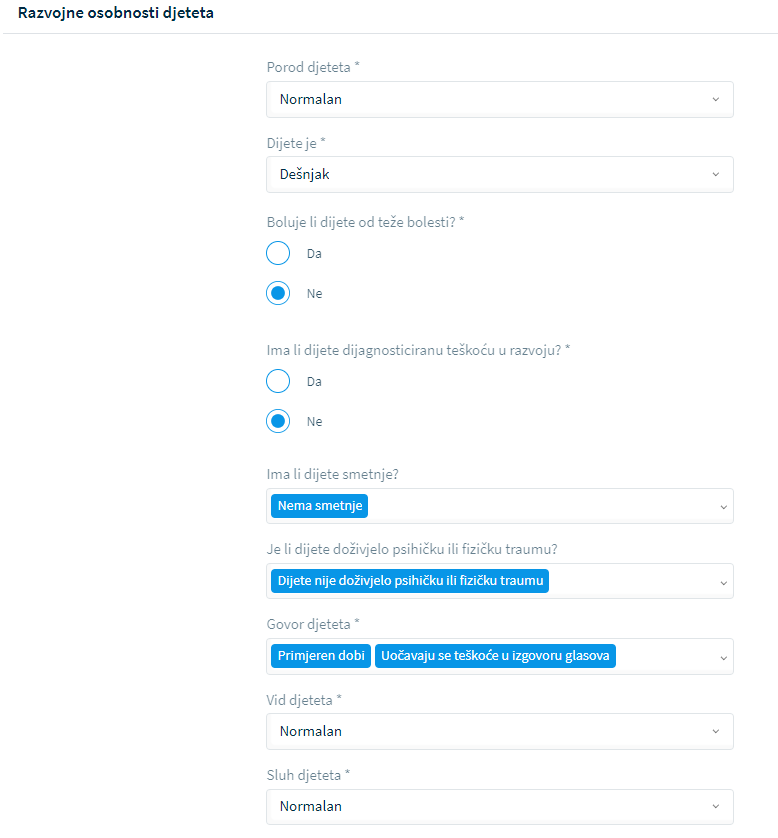 Razvojne osobnosti djeteta
Porod djeteta *
Normalan
Dijete je *
Dešnjak
Boluje li dijete od teže bolesti? *
Da
Ne
Ima li dijete dijagnosticiranu teškoću u razvoju? *
Da
Ne
Ima li dijete smetnje?
Nema smetnje
Je li dijete doživjelo psihičku ili fizičku traumu?
Dijete nije doživjelo psihičku ili fizičku traumu
Govor djeteta *
Primjeren dobi Uočavaju se teškoće u izgovoru glasova
Vid djeteta *
Normalan
Sluh djeteta *
Normalan